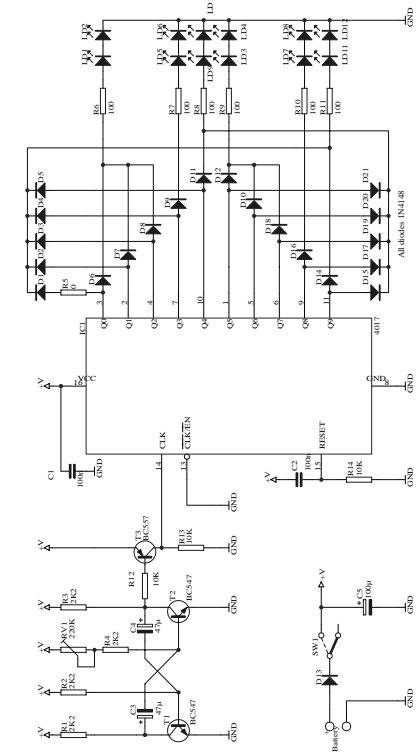 GND
LD2
LD1
R6
100
LD6
LD5
R7
100
LD1
LD9
R8
100
LD4
LD3
R9
100
LD8
LD7
R10
100
LD12
LD11
R11
100
D5
D4
D3
D2
D1
R5
0
D6
D7
D8
D9
D11
D12
D10
D18
D16
D14
D21
D20
D19
D17
D15
All diodes 1N4148
3
2
4
7
10
1
5
6
9
11
Q0
Q1
Q2
Q3
Q4
Q5
Q6
Q7
Q8
Q9
IC1
4017
+V
16
VCC
GND
8
GND
C1
100n
GND
CLK
14
CLK/EN
13
GND
RESET
15
+V
C2
100n
R14
10K
GND
+V
T3
BC557
R13
10K
GND
R12
10K
+V
R3
2K2
+V
RV1
220K
R4
2K2
+V
R2
2K2
+V
R1
2K2
C4
47µ
C3
47µ
T2
BC547
GND
T1
BC547
GND
+V
SW1
C5
100µ
GND
D13
Battery
GND